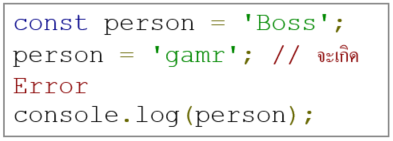 const person = 'Boss';
person = 'gamr'; // จะเกิด
Error
console.log(person);